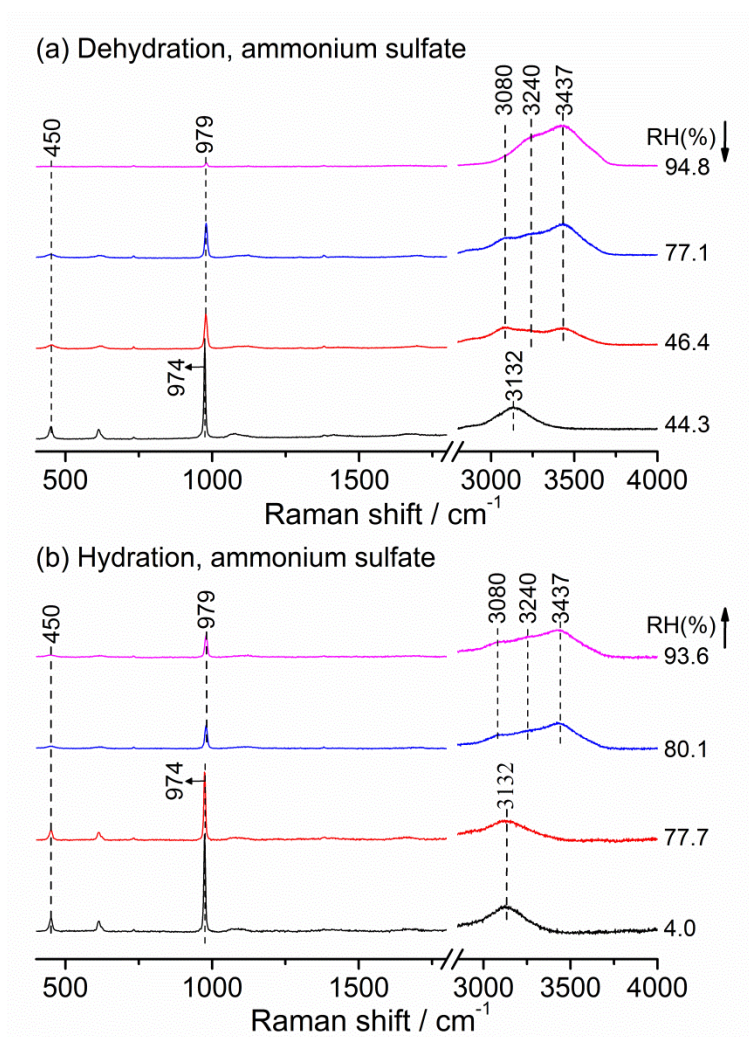 (a) Dehydration, ammonium sulfate
450
979
3080
3240
3437
RH(%)
94.8
77.1
46.4
974
3132
44.3
500 1000 1500 3000 3500 4000
Raman shift / cm⁻¹
(b) Hydration, ammonium sulfate
450
979
3080
3240
3437
RH(%)
93.6
80.1
974
3132
77.7
4.0
500 1000 1500 3000 3500 4000
Raman shift / cm⁻¹